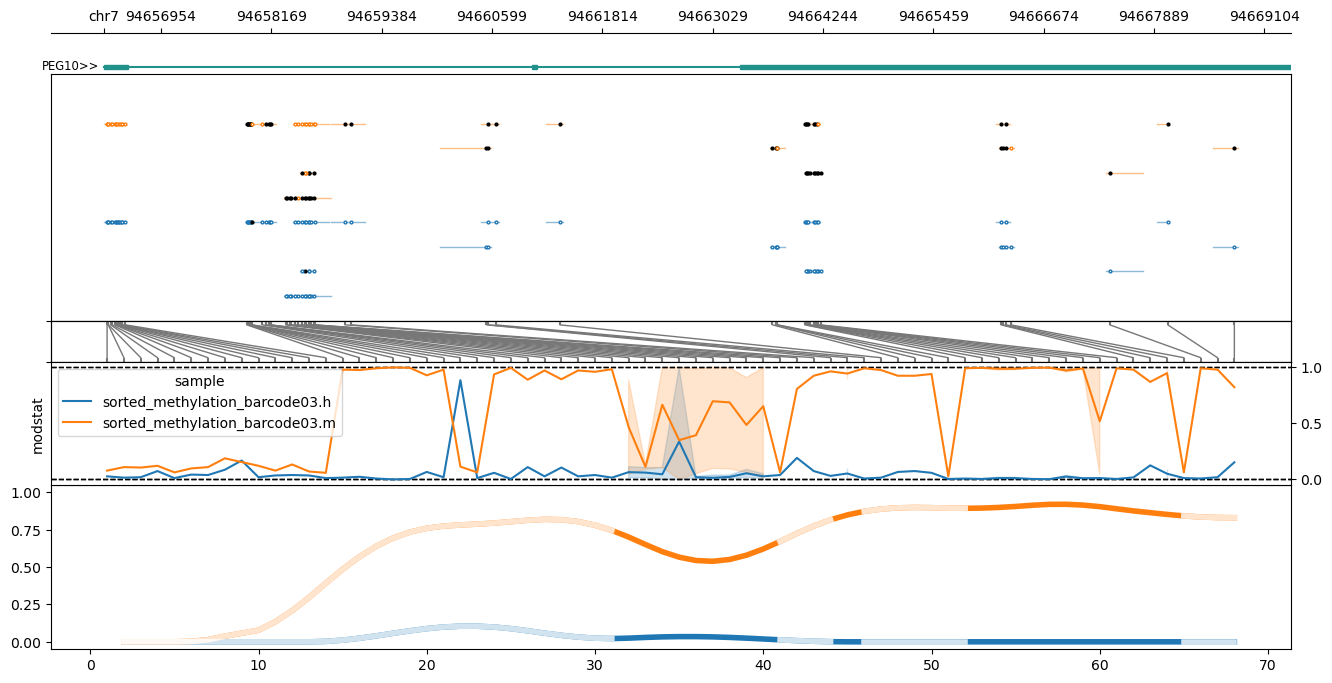 chr7 94656954 94658169 94659384 94660599 94661814 94663029 94664244 94665459 94666674 94667889 94669104
PEG10>>
sample
sorted_methylation_barcode03.h
sorted_methylation_barcode03.m
modstat
1.0
0.5
0.0
1.00
0.75
0.50
0.25
0.00
0 10 20 30 40 50 60 70